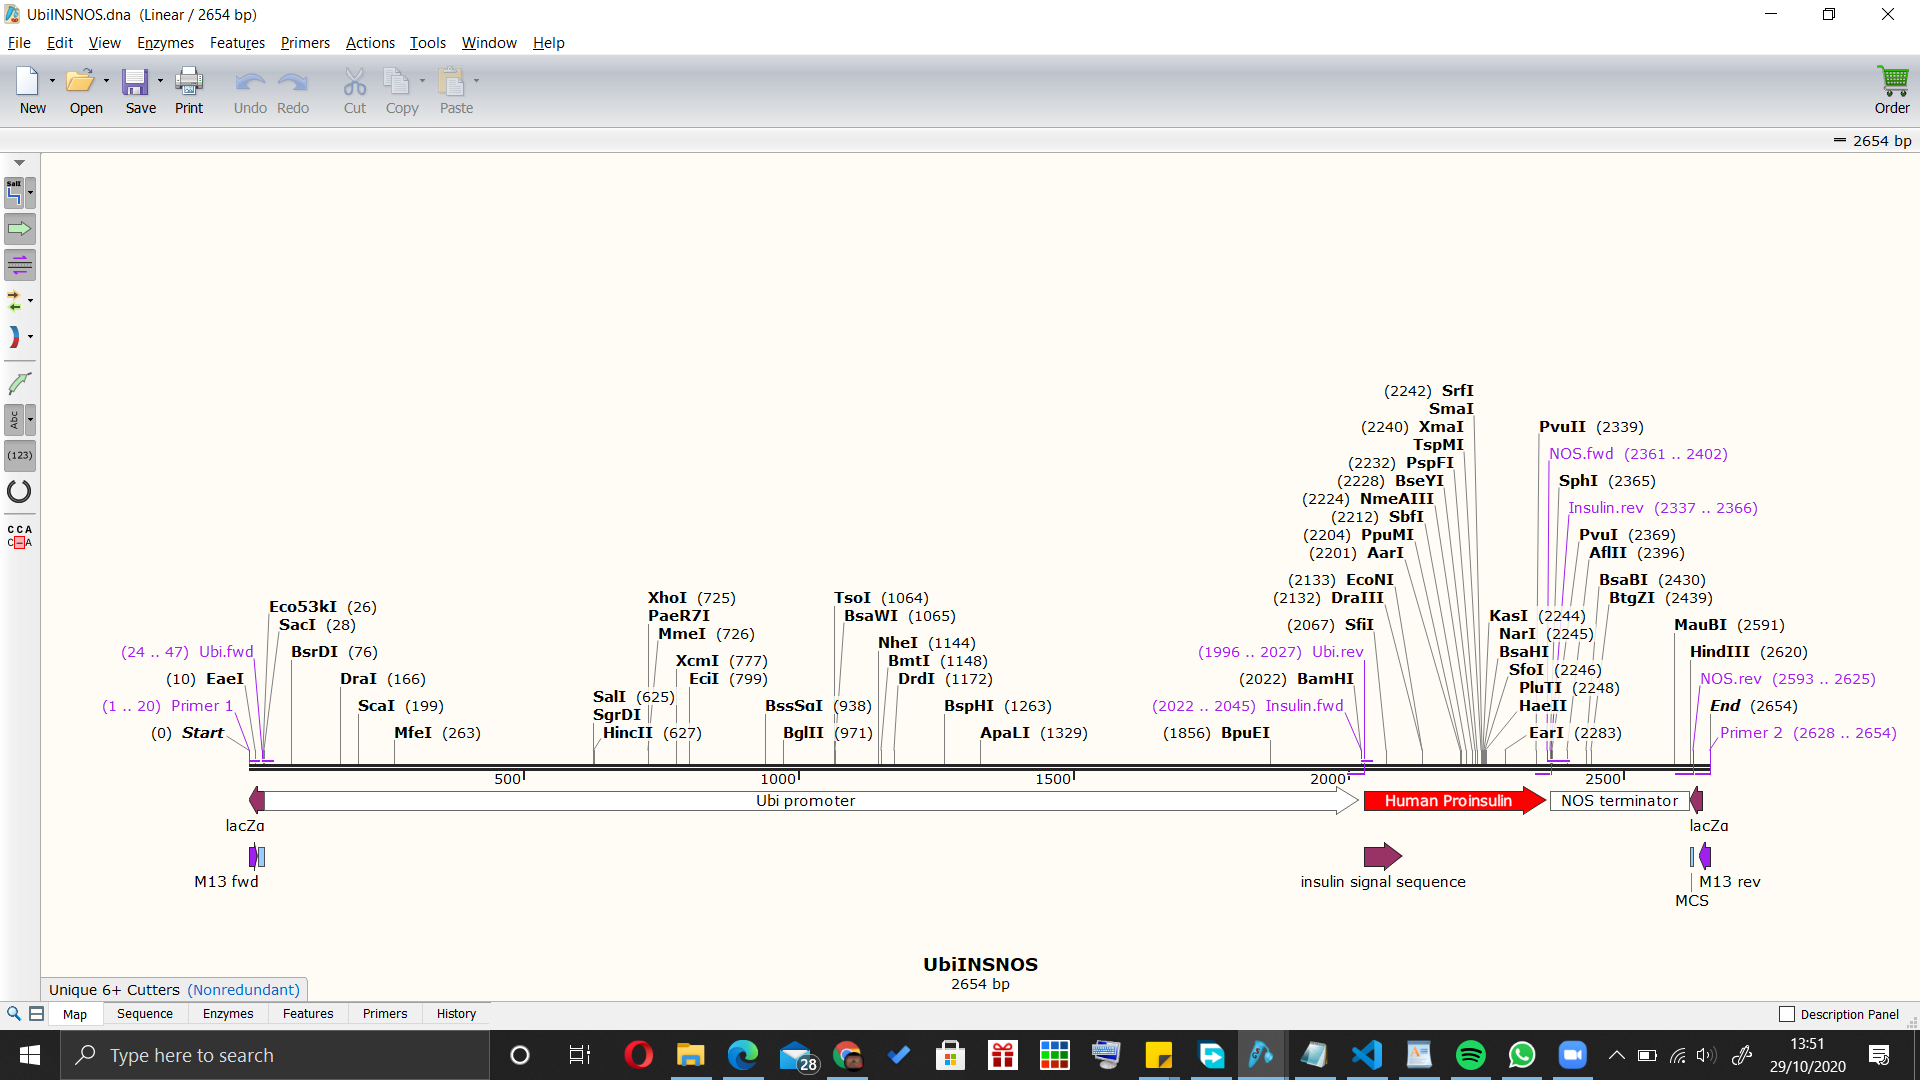 UbiINSNOS.dna (Linear / 2654 bp)
File Edit View Enzymes Features Primers Actions Tools Window Help
New Open Save Print Undo Redo Cut Copy Paste Order
2654 bp
SalI
Abc
(123)
C C A
C – A
(2242) SrfI
SmaI
(2240) XmaI
PvuII (2339)
TspMI
NOS.fwd (2361 .. 2402)
(2232) PspFI
(2228) BseYI
SphI (2365)
(2224) NmeAIII
Insulin.rev (2337 .. 2366)
(2212) SbfI
(2204) PpuMI
PvuI (2369)
(2201) AarI
AflII (2396)
(2133) EcoNI
BsaBI (2430)
XhoI (725)
TsoI (1064)
(2132) DraIII
BtgZI (2439)
Eco53kI (26)
PaeR7I
BsaWI (1065)
KasI (2244)
SacI (28)
(2067) SfiI
MauBI (2591)
MmeI (726)
NheI (1144)
NarI (2245)
(24 .. 47) Ubi.fwd
BsrDI (76)
(1996 .. 2027) Ubi.rev
BsaHI
HindIII (2620)
XcmI (777)
BmtI (1148)
SfoI (2246)
(10) EaeI
DraI (166)
EciI (799)
DrdI (1172)
(2022) BamHI
NOS.rev (2593 .. 2625)
PluTI (2248)
SalI (625)
(1 .. 20) Primer 1
ScaI (199)
BssSαI (938)
BspHI (1263)
(2022 .. 2045) Insulin.fwd
HaeII
End (2654)
SgrDI
(0) Start
MfeI (263)
HincII (627)
BglII (971)
ApaLI (1329)
(1856) BpuEI
EarI (2283)
Primer 2 (2628 .. 2654)
500 1000 1500 2000 2500
Ubi promoter Human Proinsulin NOS terminator
lacZα lacZα
M13 fwd insulin signal sequence M13 rev
MCS
UbiINSNOS
2654 bp
Unique 6+ Cutters (Nonredundant)
Map Sequence Enzymes Features Primers History Description Panel
Type here to search
28
13:51
29/10/2020